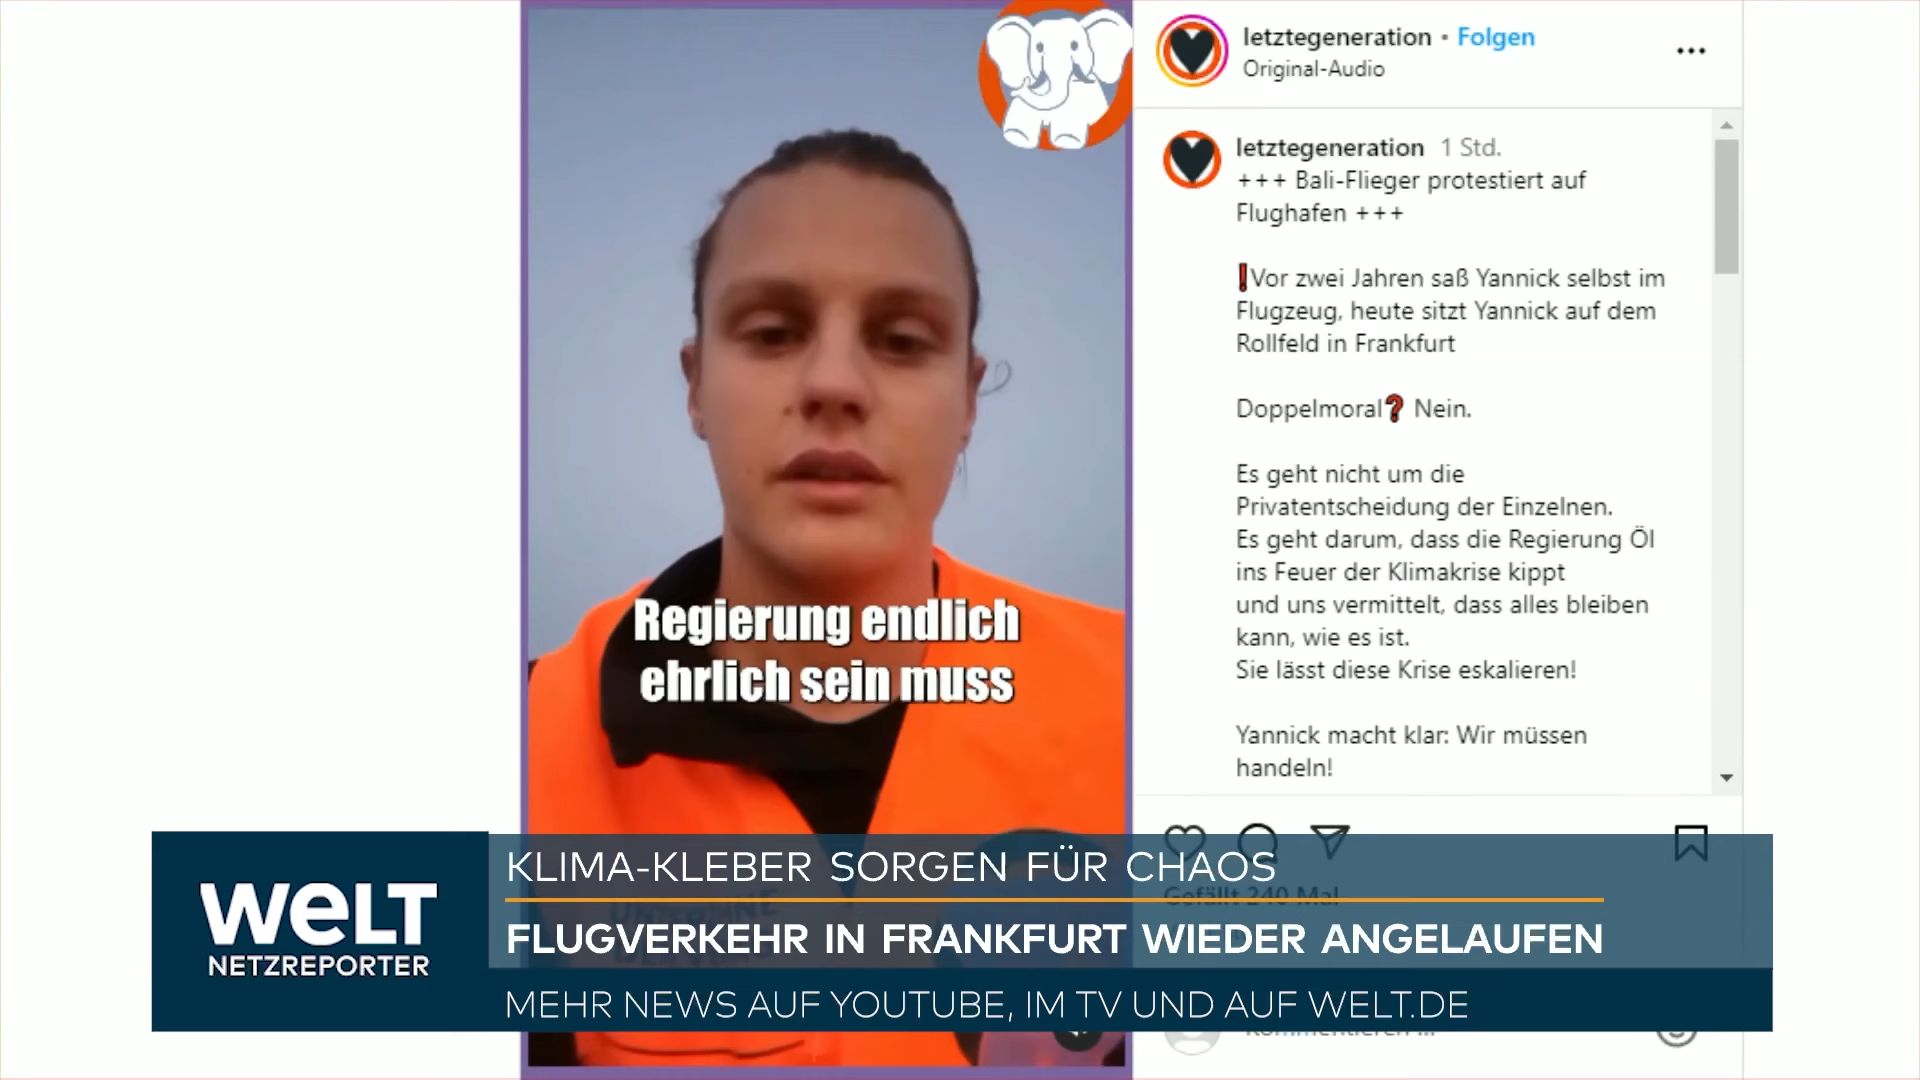 letztegeneration • Folgen
Original-Audio
letztegeneration 1 Std.
+++ Bali-Flieger protestiert auf
Flughafen +++
❗Vor zwei Jahren saß Yannick selbst im
Flugzeug, heute sitzt Yannick auf dem
Rollfeld in Frankfurt
Doppelmoral❓ Nein.
Es geht nicht um die
Privatentscheidung der Einzelnen.
Es geht darum, dass die Regierung Öl
ins Feuer der Klimakrise kippt
und uns vermittelt, dass alles bleiben
kann, wie es ist.
Sie lässt diese Krise eskalieren!
Yannick macht klar: Wir müssen
handeln!
Regierung endlich
ehrlich sein muss
Gefällt 240 Mal
Kommentieren ...
WELT
NETZREPORTER
KLIMA-KLEBER SORGEN FÜR CHAOS
FLUGVERKEHR IN FRANKFURT WIEDER ANGELAUFEN
MEHR NEWS AUF YOUTUBE, IM TV UND AUF WELT.DE